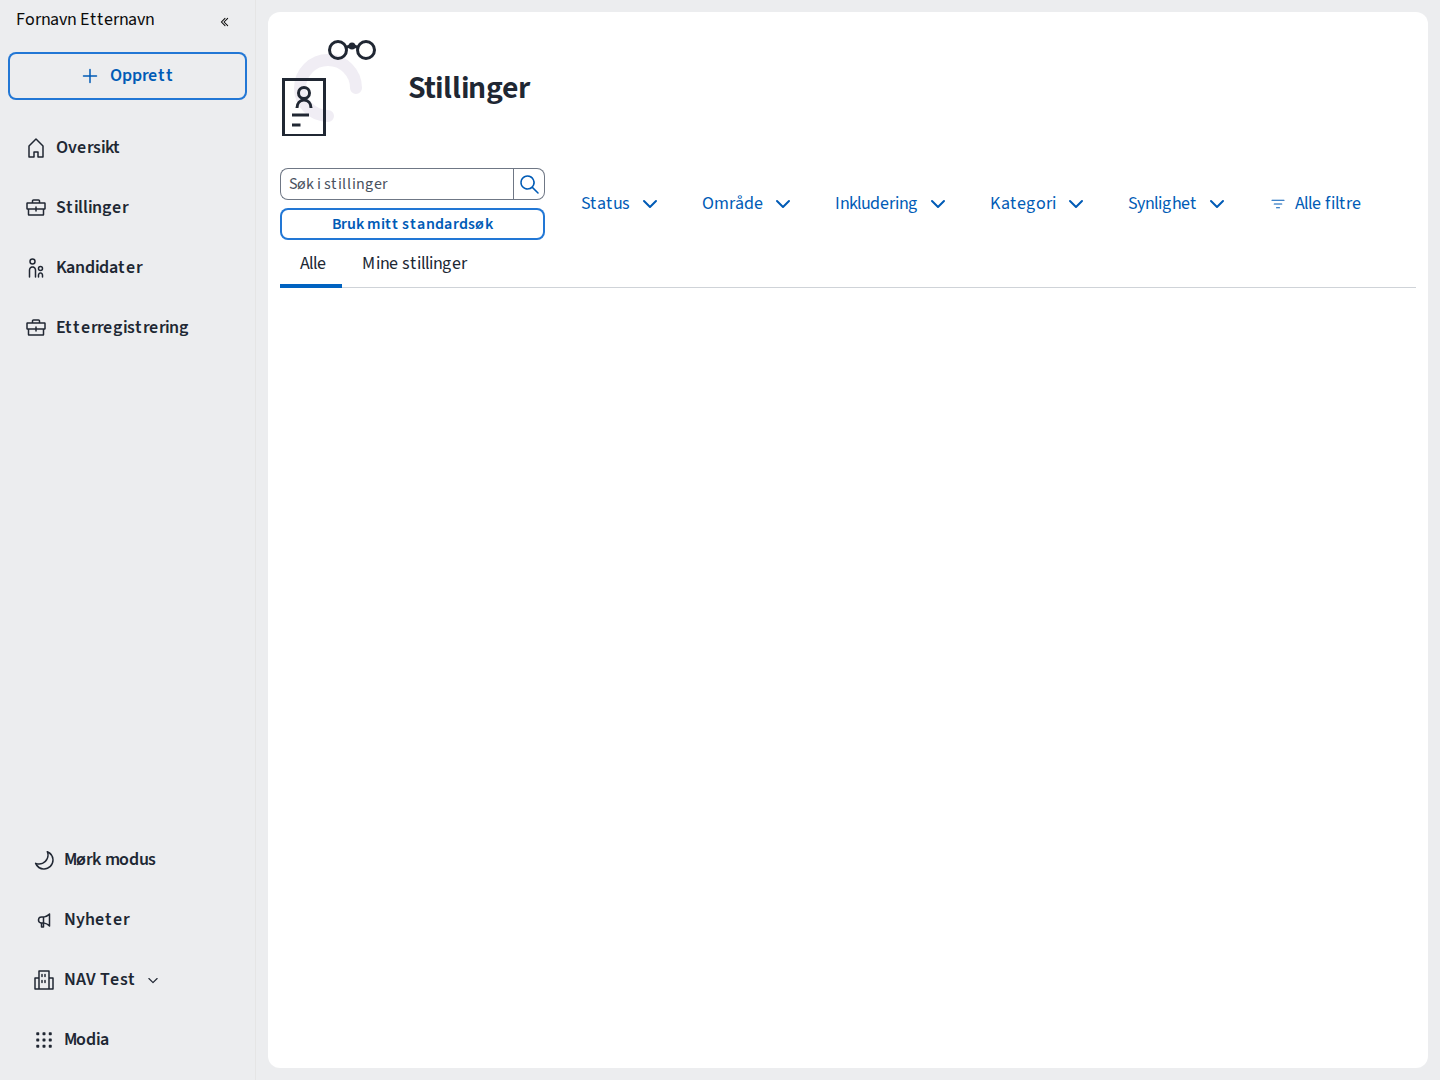 Fornavn Etternavn
Opprett
Oversikt
Stillinger
Kandidater
Etterregistrering
Mørk modus
Nyheter
NAV Test
Modia
Stillinger
Søk i stillinger
Bruk mitt standardsøk
Status
Område
Inkludering
Kategori
Synlighet
Alle filtre
Alle
Mine stillinger